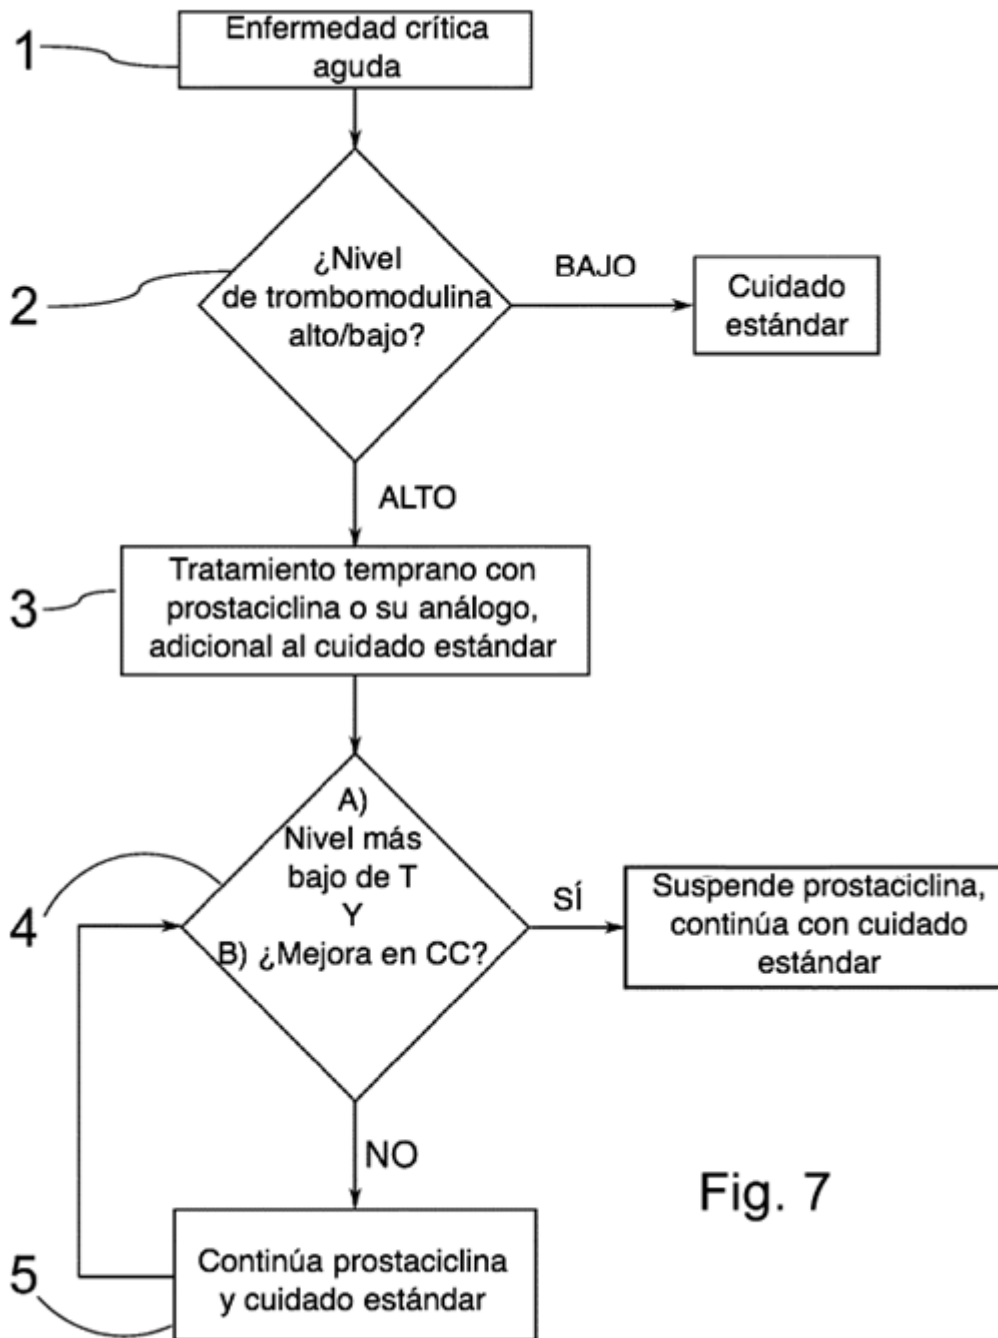 1
Enfermedad crítica
aguda
2
¿Nivel
de trombomodulina
alto/bajo?
BAJO
Cuidado
estándar
ALTO
3
Tratamiento temprano con
prostaciclina o su análogo,
adicional al cuidado estándar
4
A)
Nivel más
bajo de T
Y
B) ¿Mejora en CC?
SÍ
Suspende prostaciclina,
continúa con cuidado
estándar
NO
5
Continúa prostaciclina
y cuidado estándar
Fig. 7